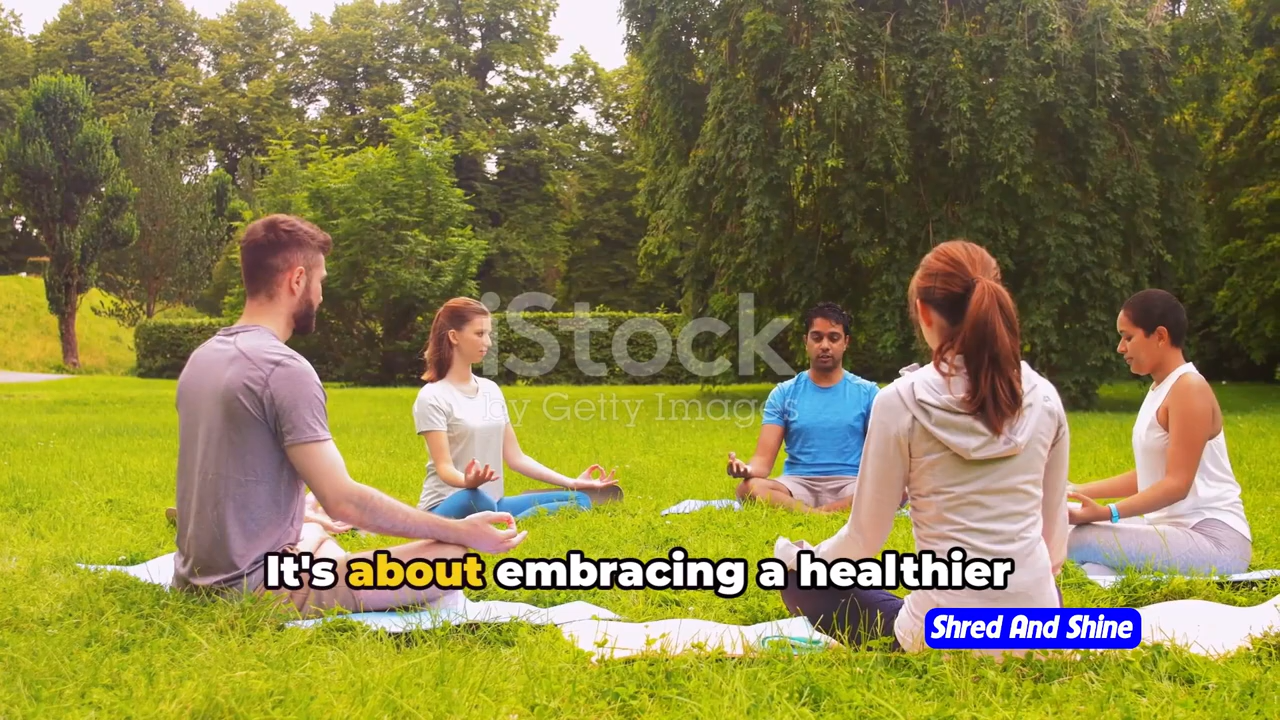 iStock
by Getty Images
It's about embracing a healthier
Shred And Shine